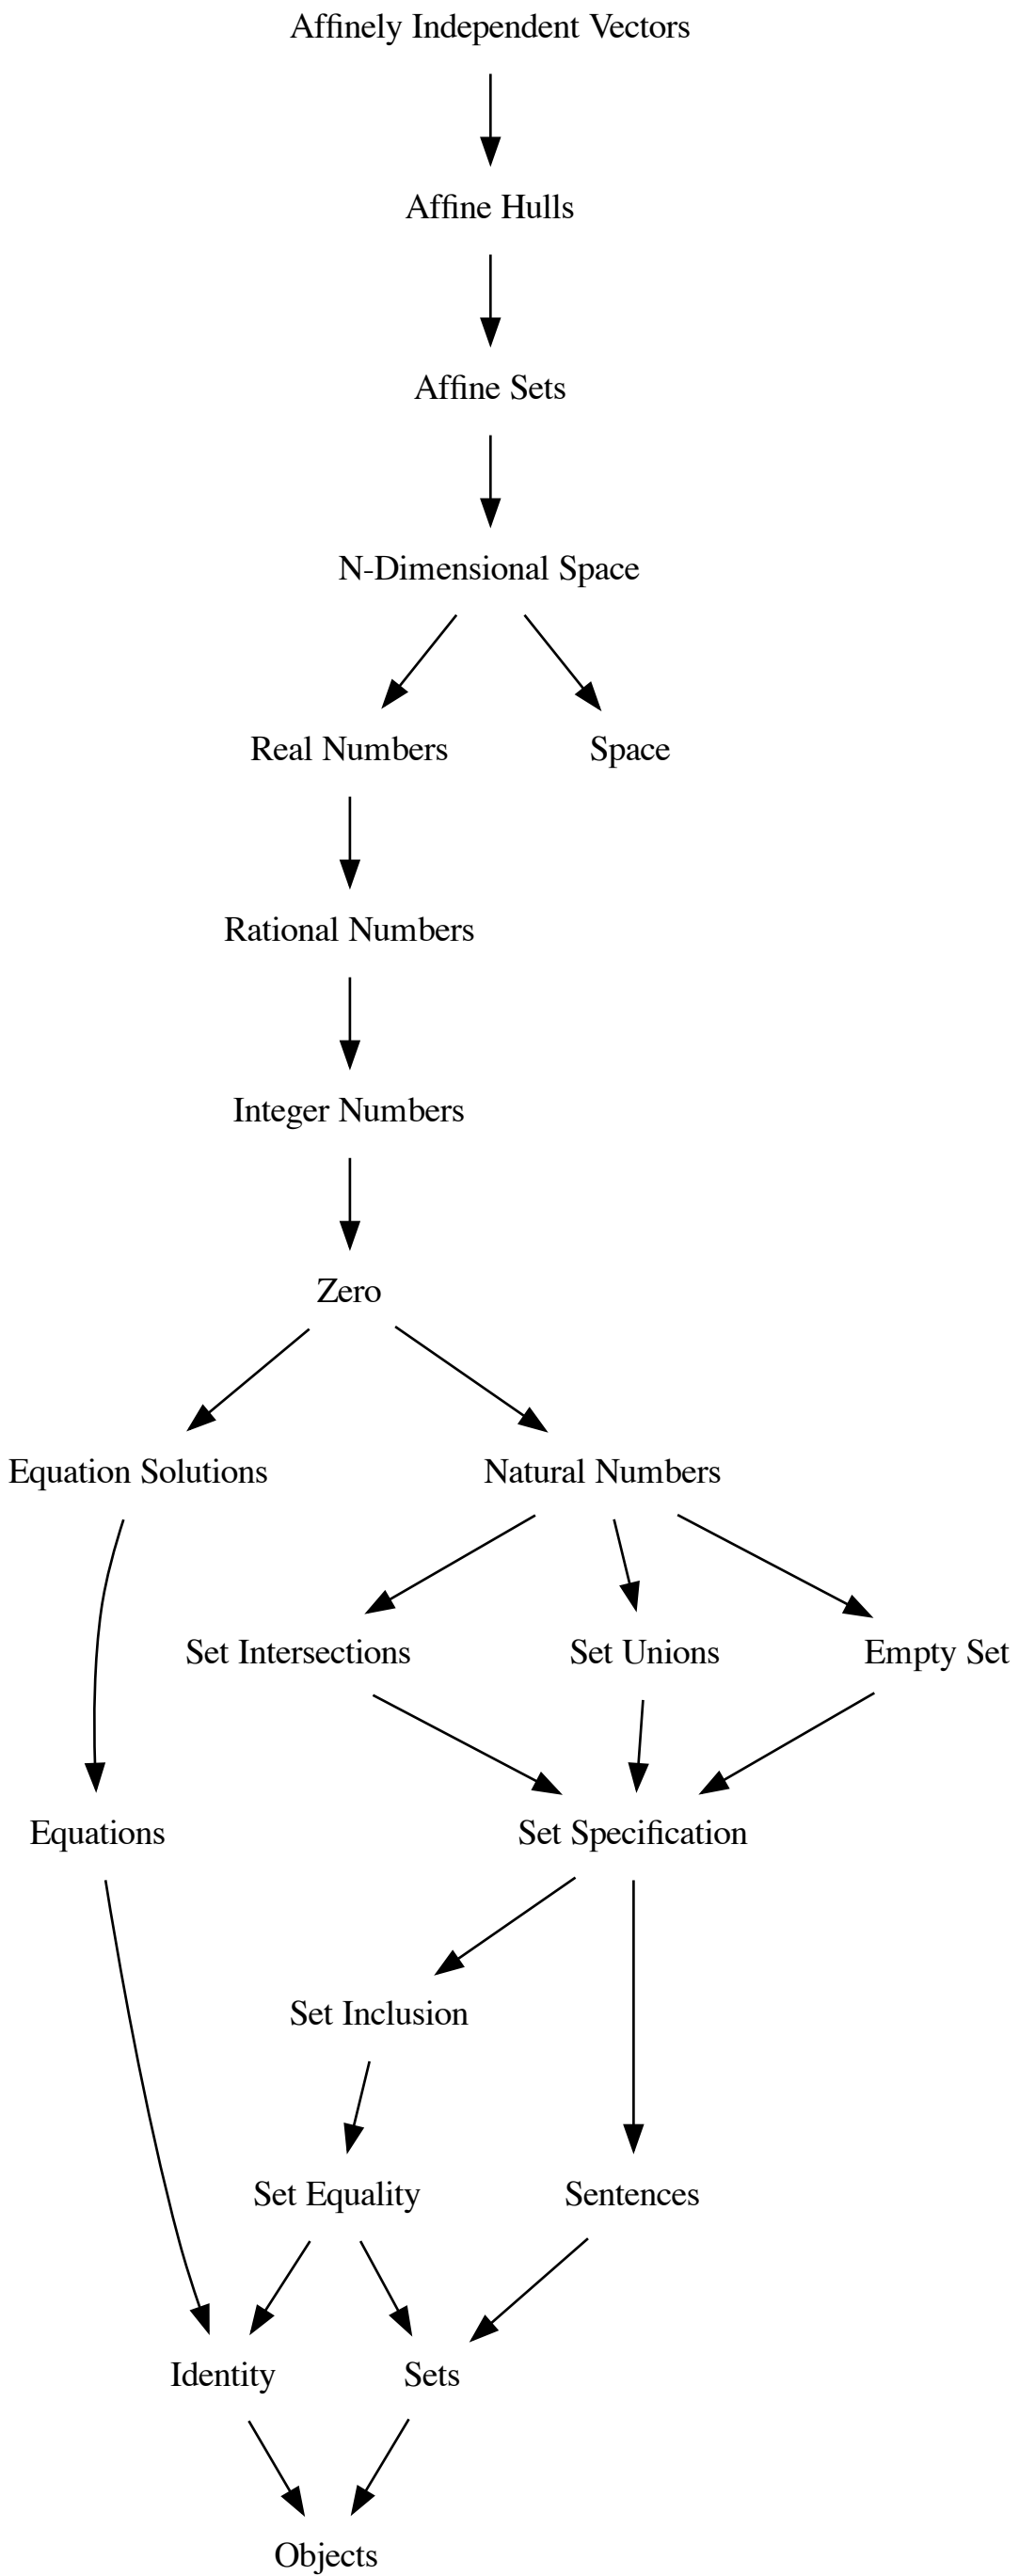 Affinely Independent Vectors
Affine Hulls
Affine Sets
N-Dimensional Space
Real Numbers
Space
Rational Numbers
Integer Numbers
Zero
Equation Solutions
Natural Numbers
Set Intersections
Set Unions
Empty Set
Equations
Set Specification
Set Inclusion
Set Equality
Sentences
Identity
Sets
Objects